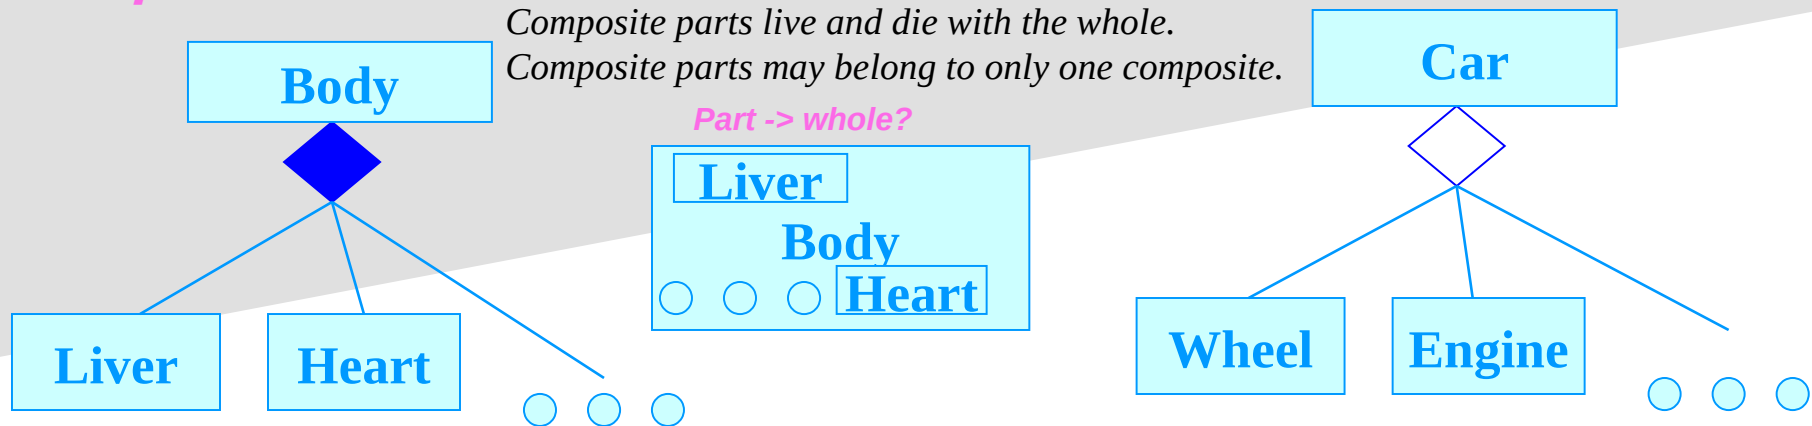 Composite parts live and die with the whole.
Composite parts may belong to only one composite.
Body
Car
Part -> whole?
Liver
Body
Heart
Liver
Heart
Wheel
Engine